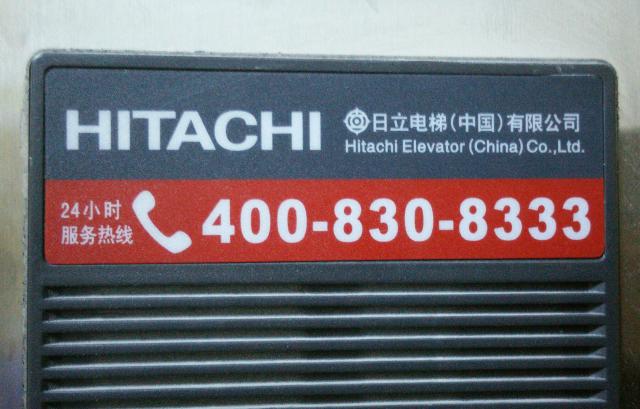 HITACHI
日立电梯(中国)有限公司
Hitachi Elevator (China) Co.,Ltd.
24小时
服务热线
400-830-8333